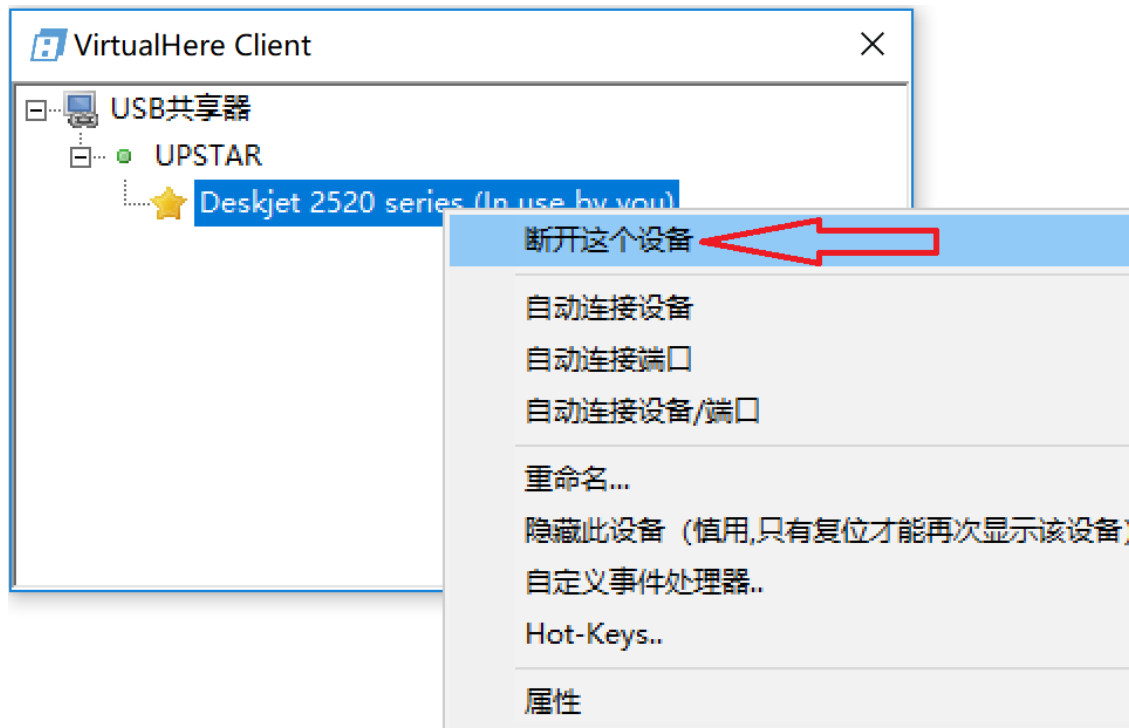 VirtualHere Client
USB共享器
UPSTAR
Deskjet 2520 series (In use by you)
断开这个设备
自动连接设备
自动连接端口
自动连接设备/端口
重命名...
隐藏此设备（慎用,只有复位才能再次显示该设备）
自定义事件处理器..
Hot-Keys..
属性